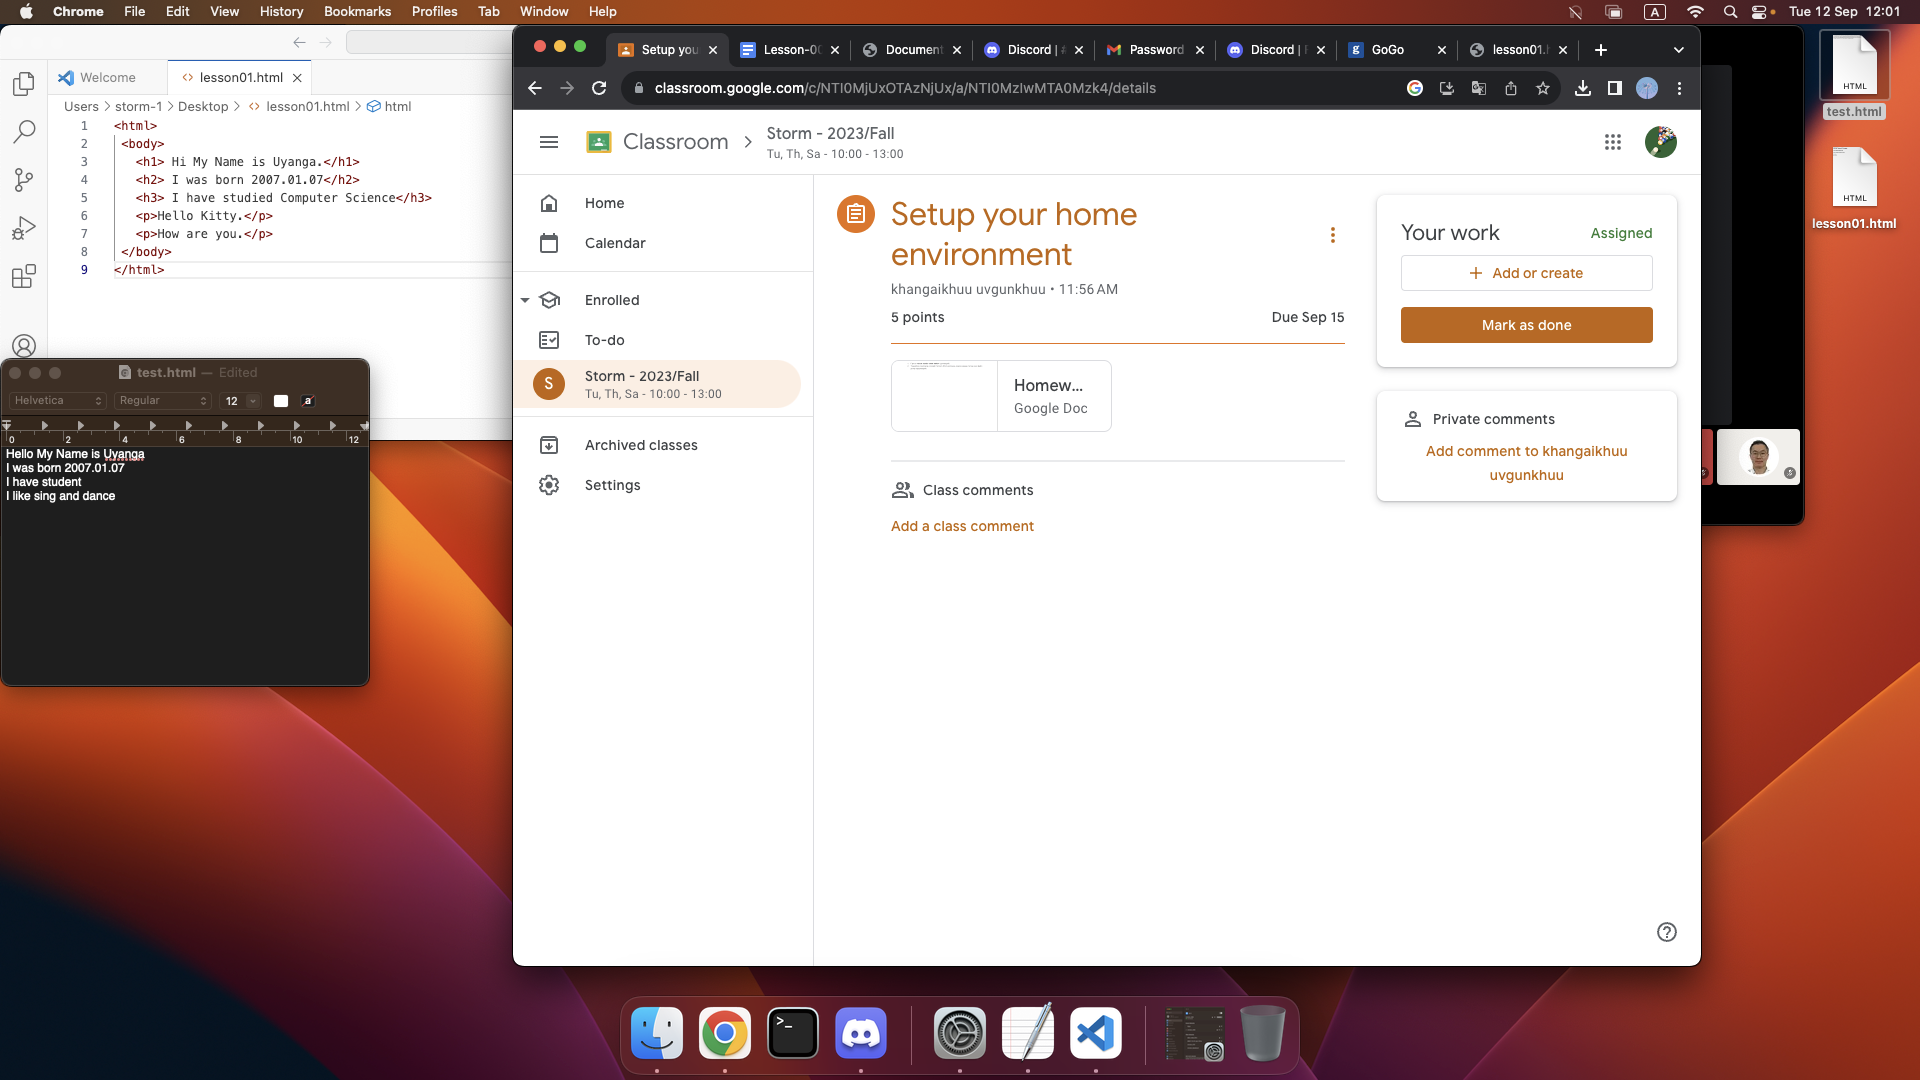 Chrome File Edit View History Bookmarks Profiles Tab Window Help
A
Tue 12 Sep 12:01
Welcome
lesson01.html
Users > storm-1 > Desktop > lesson01.html > html
1 <html>
2 <body>
3 <h1> Hi My Name is Uyanga.</h1>
4 <h2> I was born 2007.01.07</h2>
5 <h3> I have studied Computer Science</h3>
6 <p>Hello Kitty.</p>
7 <p>How are you.</p>
8 </body>
9 </html>
test.html — Edited
Helvetica Regular 12 a
0 2 4 6 8 10 12
Hello My Name is Uyanga
I was born 2007.01.07
I have student
I like sing and dance
Setup you Lesson-00 Document Discord | Password Discord | GoGo lesson01.h
classroom.google.com/c/NTI0MjUxOTAzNjUx/a/NTI0MzIwMTA0Mzk4/details
Classroom > Storm - 2023/Fall
Tu, Th, Sa - 10:00 - 13:00
Home
Calendar
Enrolled
To-do
S Storm - 2023/Fall
Tu, Th, Sa - 10:00 - 13:00
Archived classes
Settings
Setup your home
environment
khangaikhuu uvgunkhuu • 11:56 AM
5 points Due Sep 15
Homew...
Google Doc
Class comments
Add a class comment
Your work Assigned
+ Add or create
Mark as done
Private comments
Add comment to khangaikhuu
uvgunkhuu
HTML
test.html
HTML
lesson01.html